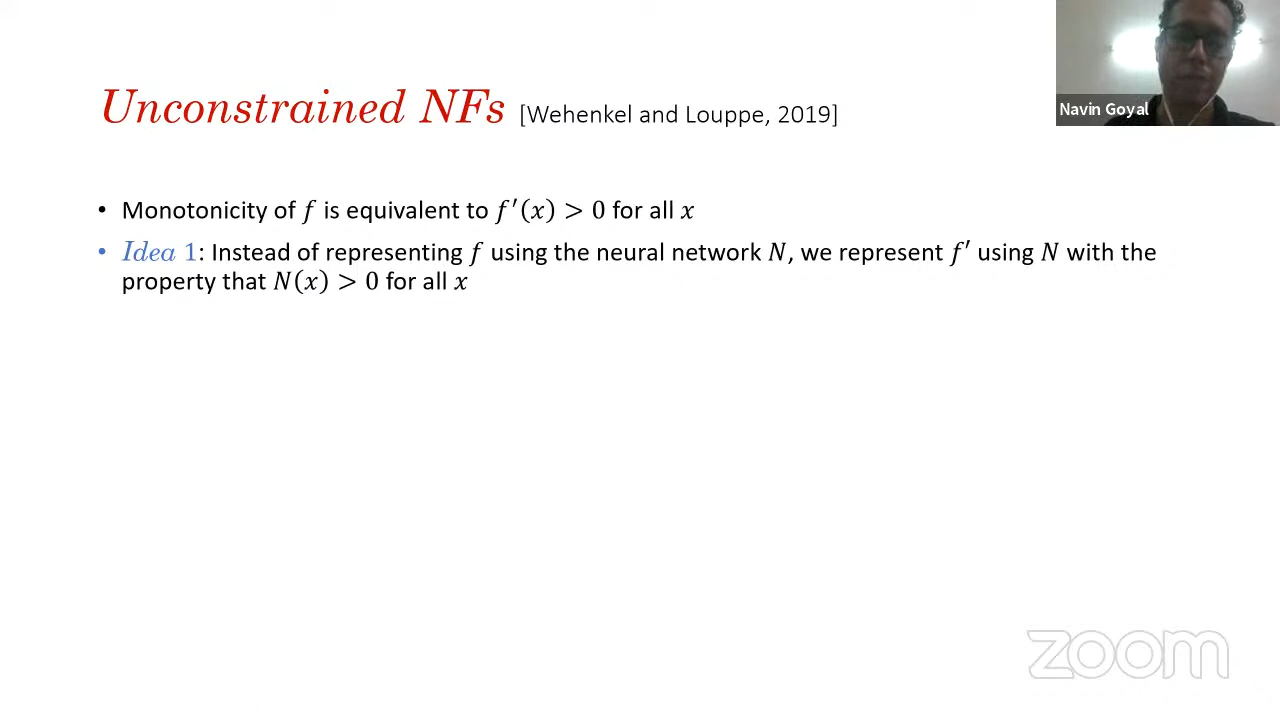 Unconstrained NFs [Wehenkel and Louppe, 2019]
Navin Goyal
• Monotonicity of f is equivalent to f′(x) > 0 for all x
• Idea 1: Instead of representing f using the neural network N, we represent f′ using N with the
property that N(x) > 0 for all x
zoom